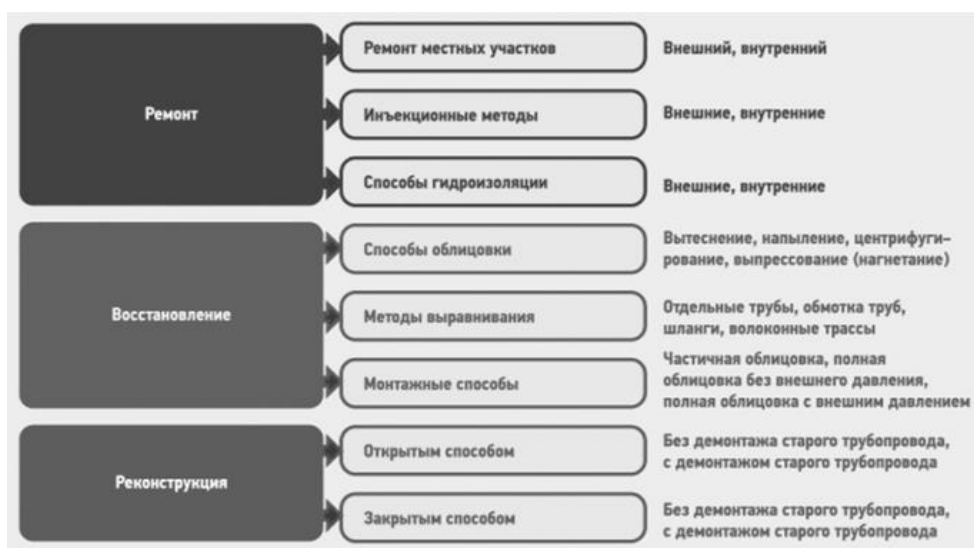 Ремонт
Ремонт местных участков
Внешний, внутренний
Инъекционные методы
Внешние, внутренние
Способы гидроизоляции
Внешние, внутренние
Восстановление
Способы облицовки
Вытеснение, напыление, центрифуги–
рование, выпрессование (нагнетание)
Методы выравнивания
Отдельные трубы, обмотка труб,
шланги, волоконные трассы
Монтажные способы
Частичная облицовка, полная
облицовка без внешнего давления,
полная облицовка с внешним давлением
Реконструкция
Открытым способом
Без демонтажа старого трубопровода,
с демонтажом старого трубопровода
Закрытым способом
Без демонтажа старого трубопровода,
с демонтажом старого трубопровода